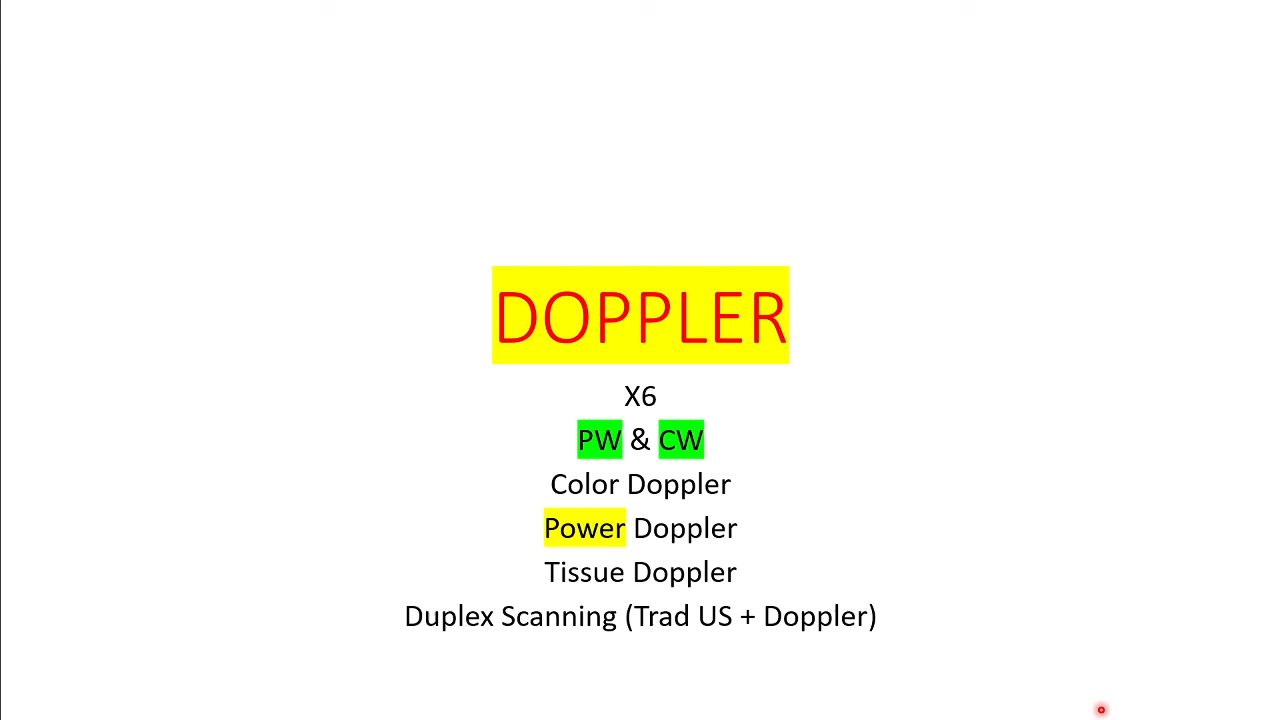 DOPPLER
X6
PW & CW
Color Doppler
Power Doppler
Tissue Doppler
Duplex Scanning (Trad US + Doppler)